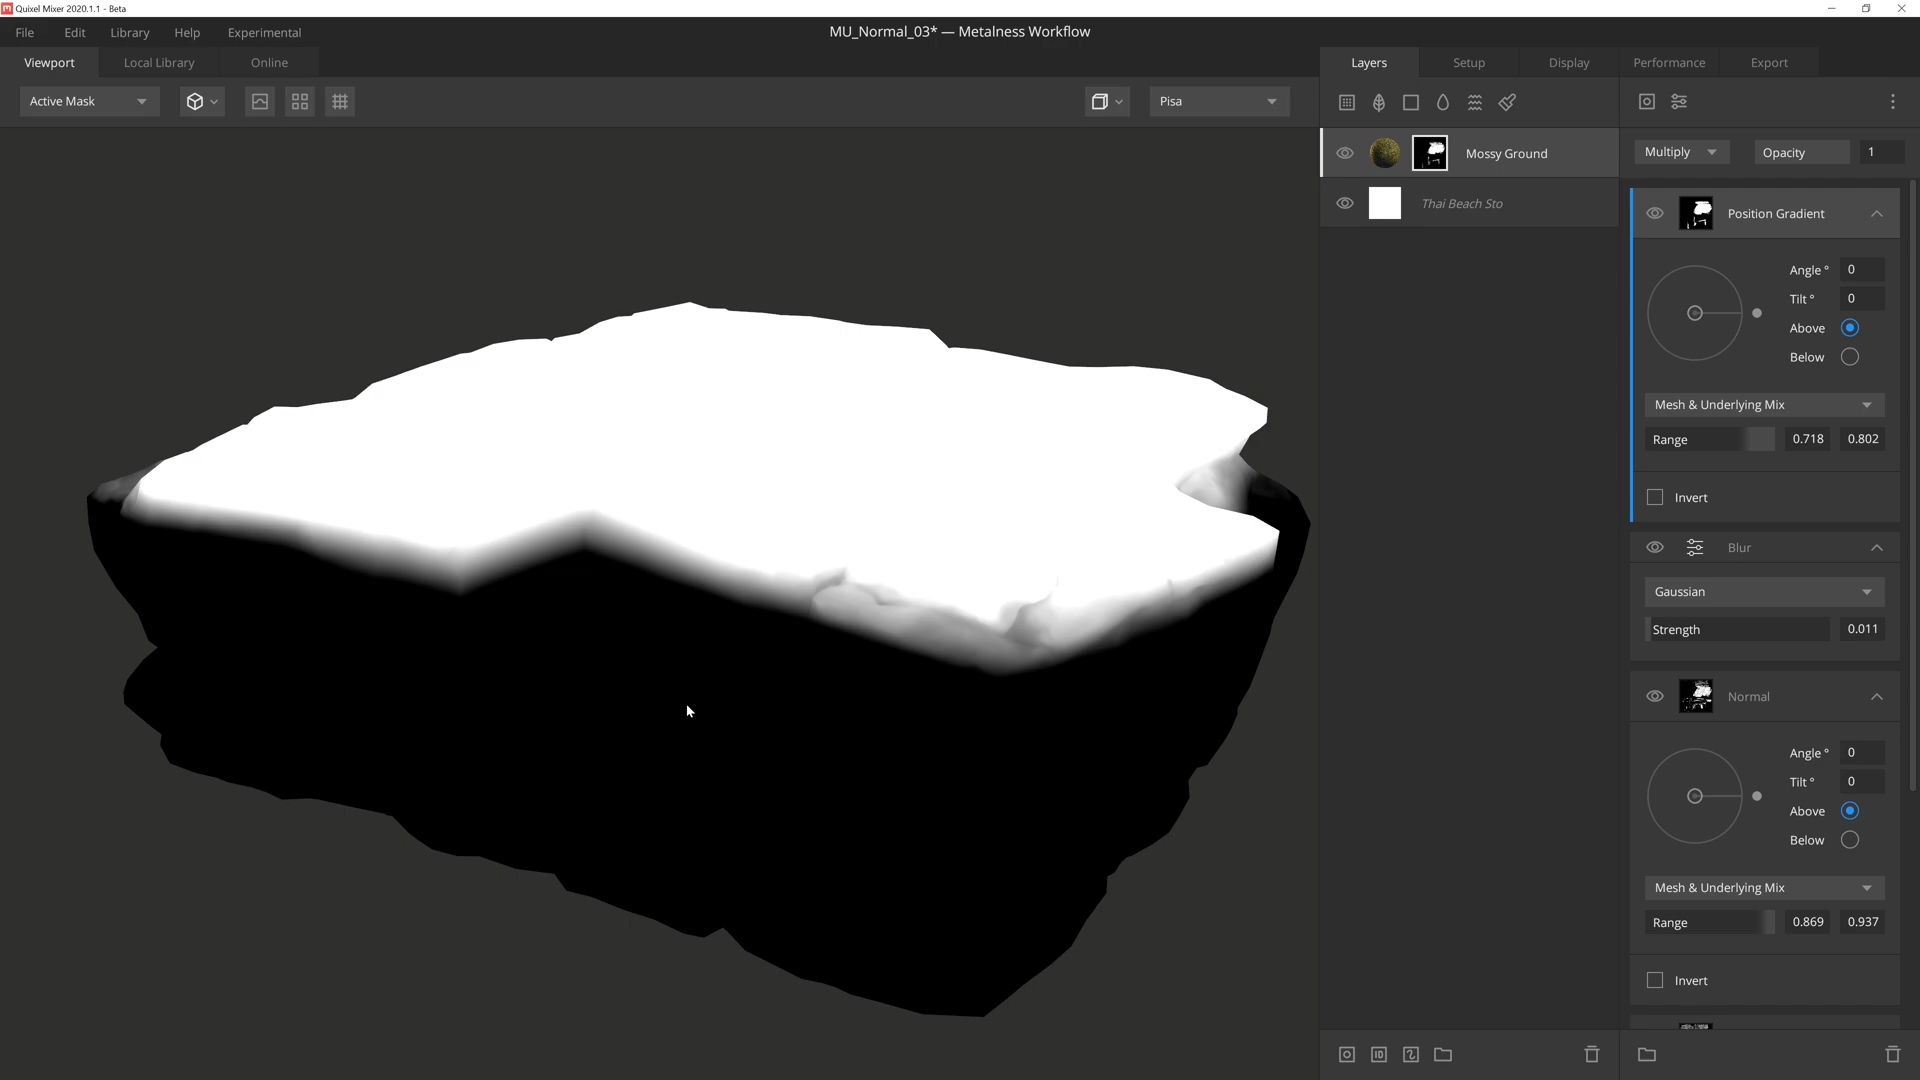 Quixel Mixer 2020.1.1 - Beta
File Edit Library Help Experimental
MU_Normal_03* — Metalness Workflow
Viewport Local Library Online
Layers Setup Display Performance Export
Active Mask
Pisa
Mossy Ground
Thai Beach Sto
Multiply Opacity 1
Position Gradient
Angle ° 0
Tilt ° 0
Above
Below
Mesh & Underlying Mix
Range 0.718 0.802
Invert
Blur
Gaussian
Strength 0.011
Normal
Angle ° 0
Tilt ° 0
Above
Below
Mesh & Underlying Mix
Range 0.869 0.937
Invert
ID